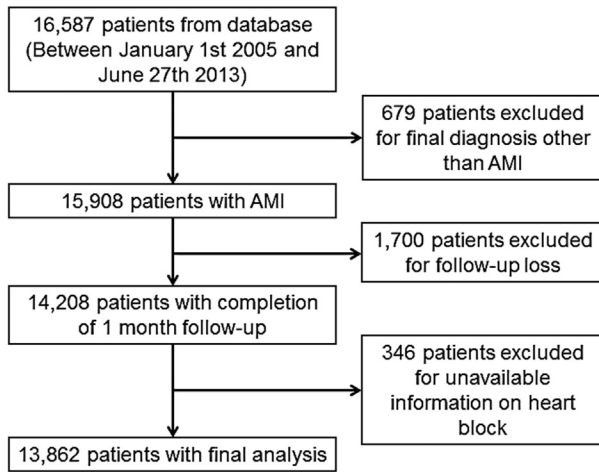 16,587 patients from database
(Between January 1st 2005 and
June 27th 2013)
679 patients excluded
for final diagnosis other
than AMI
15,908 patients with AMI
1,700 patients excluded
for follow-up loss
14,208 patients with completion
of 1 month follow-up
346 patients excluded
for unavailable
information on heart
block
13,862 patients with final analysis